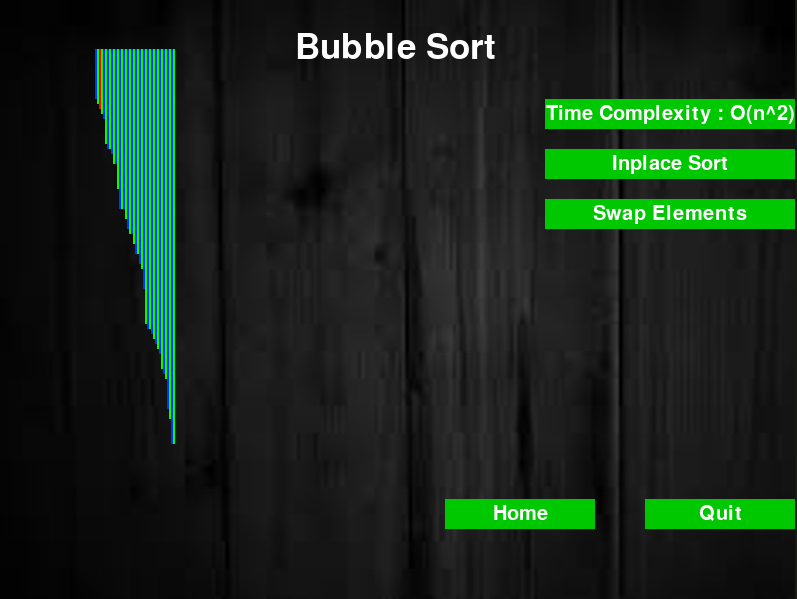 Bubble Sort
Time Complexity : O(n^2)
Inplace Sort
Swap Elements
Home
Quit